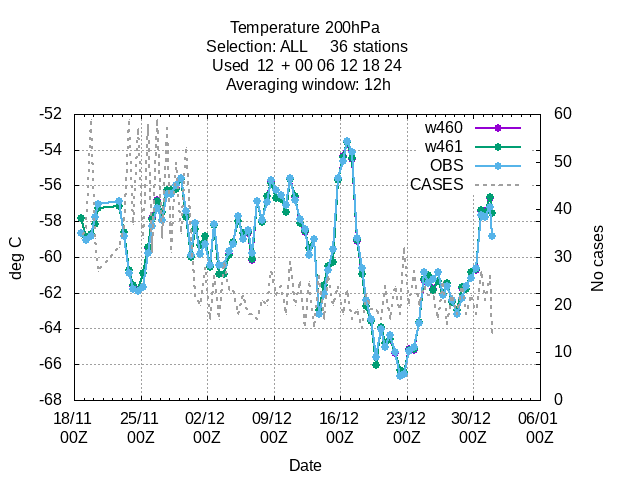 Temperature 200hPa
Selection: ALL 36 stations
Used 12 + 00 06 12 18 24
Averaging window: 12h
-52 60
w460
w461
-54 50
OBS
CASES
-56 40
-58
-60 30
-62 20
-64
-66 10
-68 0
deg C
No cases
18/11 25/11 02/12 09/12 16/12 23/12 30/12 06/01
00Z 00Z 00Z 00Z 00Z 00Z 00Z 00Z
Date